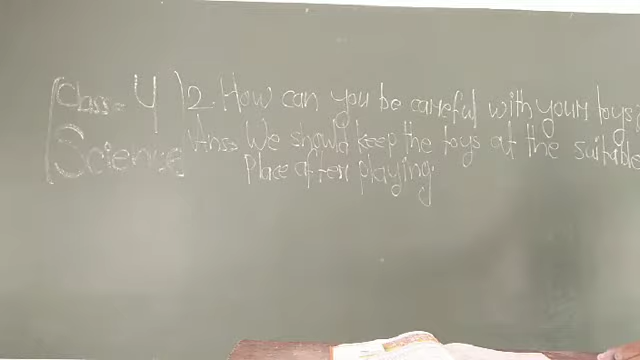 Class = 4
Science
2. How can you be careful with your toys?
Ans:- We should keep the toys at the suitable
Place after playing.